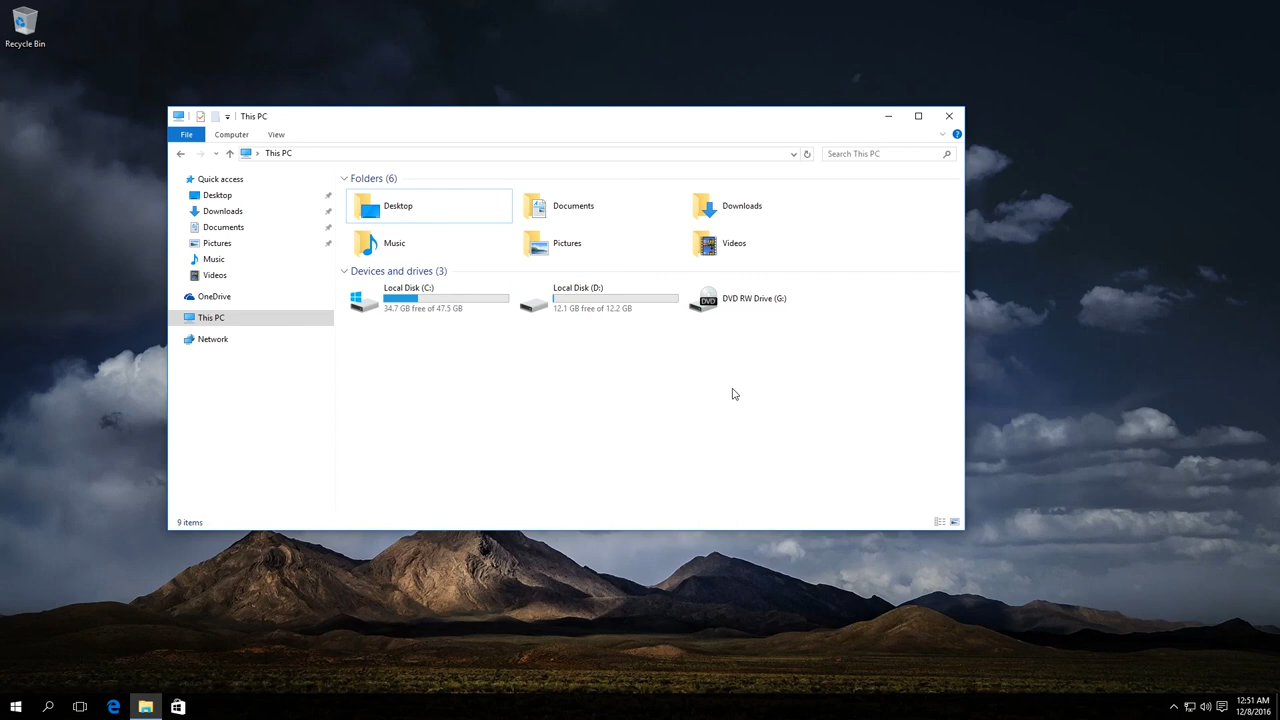 Recycle Bin
This PC
File Computer View
This PC
Search This PC
Quick access
Desktop
Downloads
Documents
Pictures
Music
Videos
OneDrive
This PC
Network
Folders (6)
Desktop Documents Downloads
Music Pictures Videos
Devices and drives (3)
Local Disk (C:)
34.7 GB free of 47.5 GB
Local Disk (D:)
12.1 GB free of 12.2 GB
DVD
DVD RW Drive (G:)
9 items
12:51 AM
12/8/2016